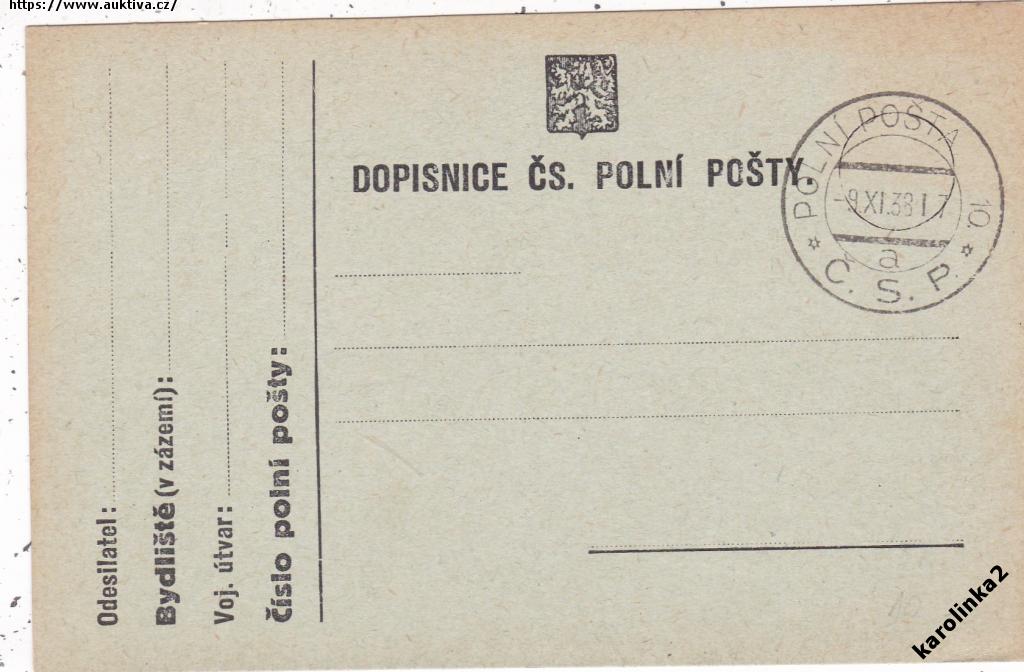 https://www.auktiva.cz/
DOPISNICE ČS. POLNÍ POŠTY.
POLNÍ POŠTA 10.
-9.XI.38 17
a
Č. S. P.
Odesilatel:
Bydliště (v zázemí):
Voj. útvar:
Číslo polní pošty:
karolinka2